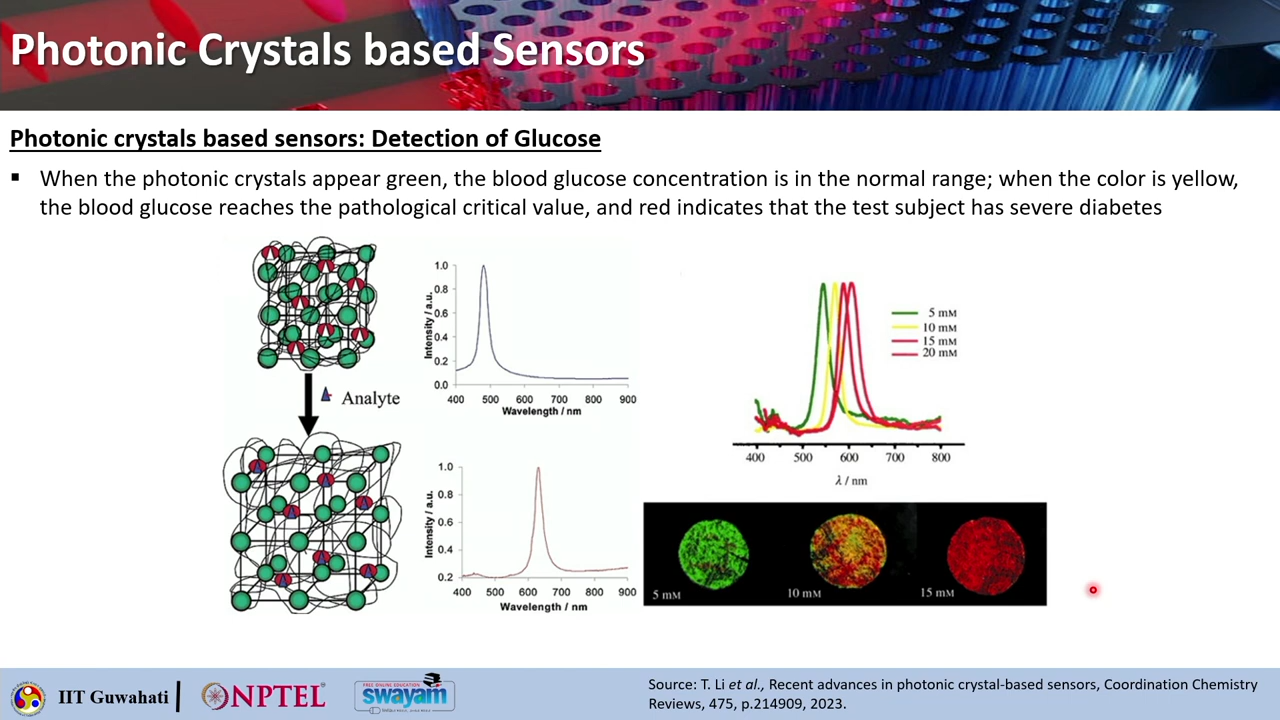 Photonic Crystals based Sensors
Photonic crystals based sensors: Detection of Glucose
▪ When the photonic crystals appear green, the blood glucose concentration is in the normal range; when the color is yellow,
the blood glucose reaches the pathological critical value, and red indicates that the test subject has severe diabetes
Analyte
Intensity / a.u.
1.0
0.8
0.6
0.4
0.2
0.0
400 500 600 700 800 900
Wavelength / nm
Intensity / a.u.
1.0
0.8
0.6
0.4
0.2
400 500 600 700 800 900
Wavelength / nm
5 mM
10 mM
15 mM
20 mM
400 500 600 700 800
λ / nm
5 mM 10 mM 15 mM
IIT Guwahati
NPTEL
FREE ONLINE EDUCATION
swayam
Source: T. Li et al., Recent advances in photonic crystal-based sensors, Coordination Chemistry
Reviews, 475, p.214909, 2023.